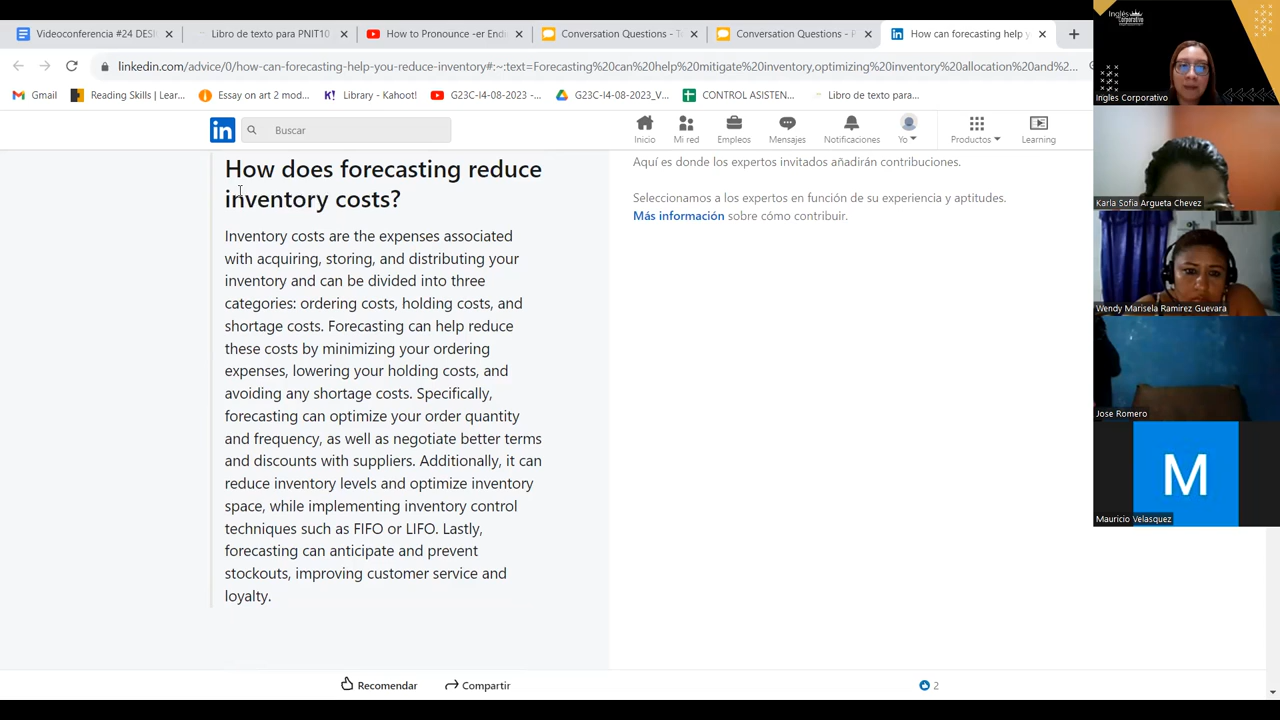 Videoconferencia #24 DESI
Libro de texto para PNIT10
How to Pronounce -er Endi
Conversation Questions - T
Conversation Questions - P
How can forecasting help y
linkedin.com/advice/0/how-can-forecasting-help-you-reduce-inventory#:~:text=Forecasting%20can%20help%20mitigate%20inventory,optimizing%20inventory%20allocation%20and%2...
Gmail
Reading Skills | Lear...
Essay on art 2 mod...
Library - Kano...
G23C-I4-08-2023 -...
G23C-I4-08-2023_V...
CONTROL ASISTEN...
Libro de texto para...
in
Buscar
Inicio
Mi red
Empleos
Mensajes
Notificaciones
Yo
Productos
Learning
How does forecasting reduce
inventory costs?
Inventory costs are the expenses associated
with acquiring, storing, and distributing your
inventory and can be divided into three
categories: ordering costs, holding costs, and
shortage costs. Forecasting can help reduce
these costs by minimizing your ordering
expenses, lowering your holding costs, and
avoiding any shortage costs. Specifically,
forecasting can optimize your order quantity
and frequency, as well as negotiate better terms
and discounts with suppliers. Additionally, it can
reduce inventory levels and optimize inventory
space, while implementing inventory control
techniques such as FIFO or LIFO. Lastly,
forecasting can anticipate and prevent
stockouts, improving customer service and
loyalty.
Aquí es donde los expertos invitados añadirán contribuciones.
Seleccionamos a los expertos en función de su experiencia y aptitudes.
Más información sobre cómo contribuir.
Recomendar
Compartir
2
Inglés
Corporativo
Ingles Corporativo
Karla Sofia Argueta Chevez
Wendy Marisela Ramirez Guevara
Jose Romero
M
Mauricio Velasquez